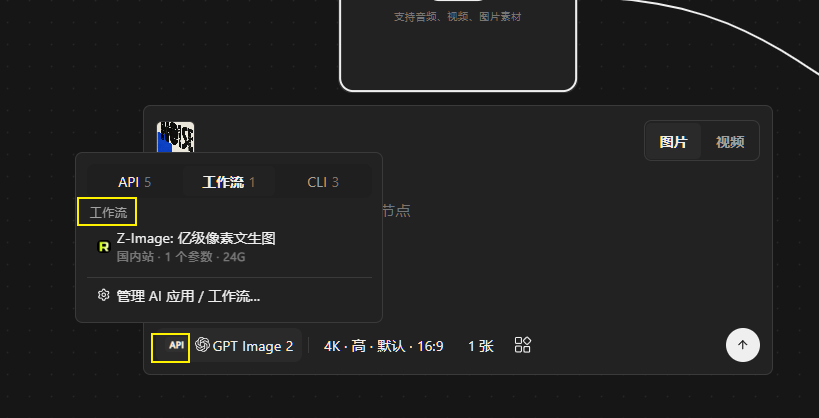 支持音频、视频、图片素材
图片 视频
API 5 工作流 1 CLI 3
工作流
节点
Z-Image: 亿级像素文生图
国内站 · 1 个参数 · 24G
管理 AI 应用 / 工作流...
API GPT Image 2 4K · 高 · 默认 · 16:9 1 张